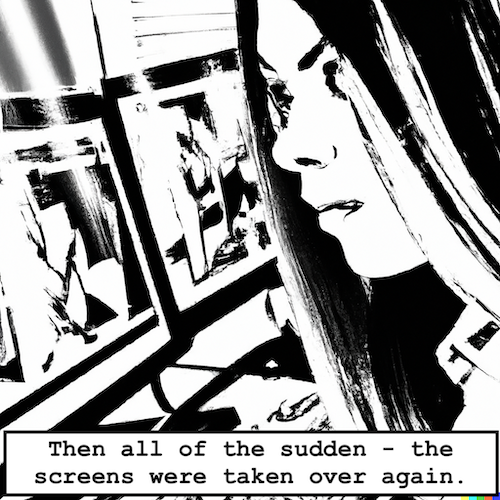 Then all of the sudden - the
screens were taken over again.